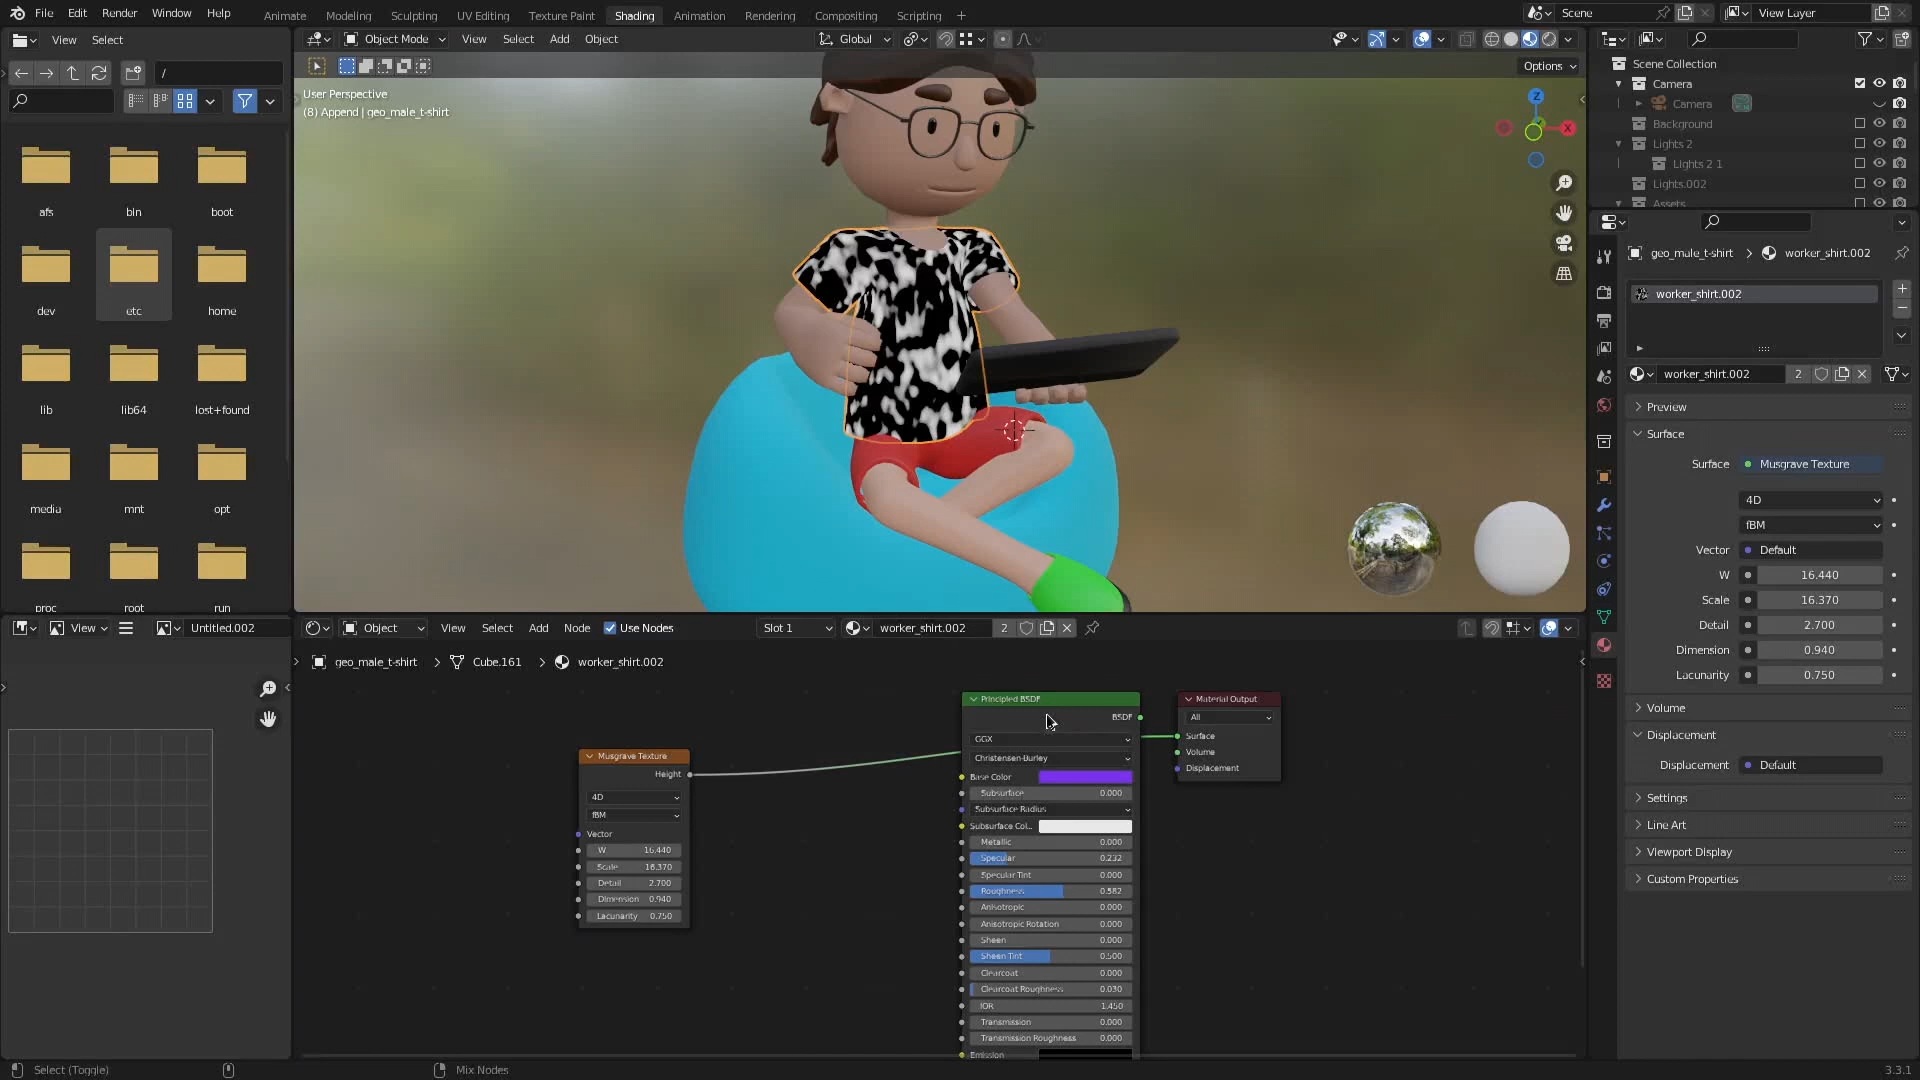 File Edit Render Window Help
Animate Modeling Sculpting UV Editing Texture Paint Shading Animation Rendering Compositing Scripting +
Scene
View Layer
View Select
Object Mode View Select Add Object
Global
/
Options
User Perspective
(8) Append | geo_male_t-shirt
Z
X
afs bin boot
dev etc home
lib lib64 lost+found
media mnt opt
proc root run
Scene Collection
Camera
Camera
Background
Lights 2
Lights 2 1
Lights.002
Assets
geo_male_t-shirt > worker_shirt.002
worker_shirt.002
worker_shirt.002 2
Preview
Surface
Surface Musgrave Texture
4D
fBM
Vector Default
W 16.440
Scale 16.370
Detail 2.700
Dimension 0.940
Lacunarity 0.750
Volume
Displacement
Displacement Default
Settings
Line Art
Viewport Display
Custom Properties
View Untitled.002
Object View Select Add Node Use Nodes Slot 1 worker_shirt.002 2
geo_male_t-shirt > Cube.161 > worker_shirt.002
Musgrave Texture
Height
4D
fBM
Vector
W 16.440
Scale 16.370
Detail 2.700
Dimension 0.940
Lacunarity 0.750
Principled BSDF
BSDF
GGX
Christensen-Burley
Base Color
Subsurface 0.000
Subsurface Radius
Subsurface Col..
Metallic 0.000
Specular 0.232
Specular Tint 0.000
Roughness 0.582
Anisotropic 0.000
Anisotropic Rotation 0.000
Sheen 0.000
Sheen Tint 0.500
Clearcoat 0.000
Clearcoat Roughness 0.030
IOR 1.450
Transmission 0.000
Transmission Roughness 0.000
Emission
Material Output
All
Surface
Volume
Displacement
Select (Toggle)
Mix Nodes
3.3.1